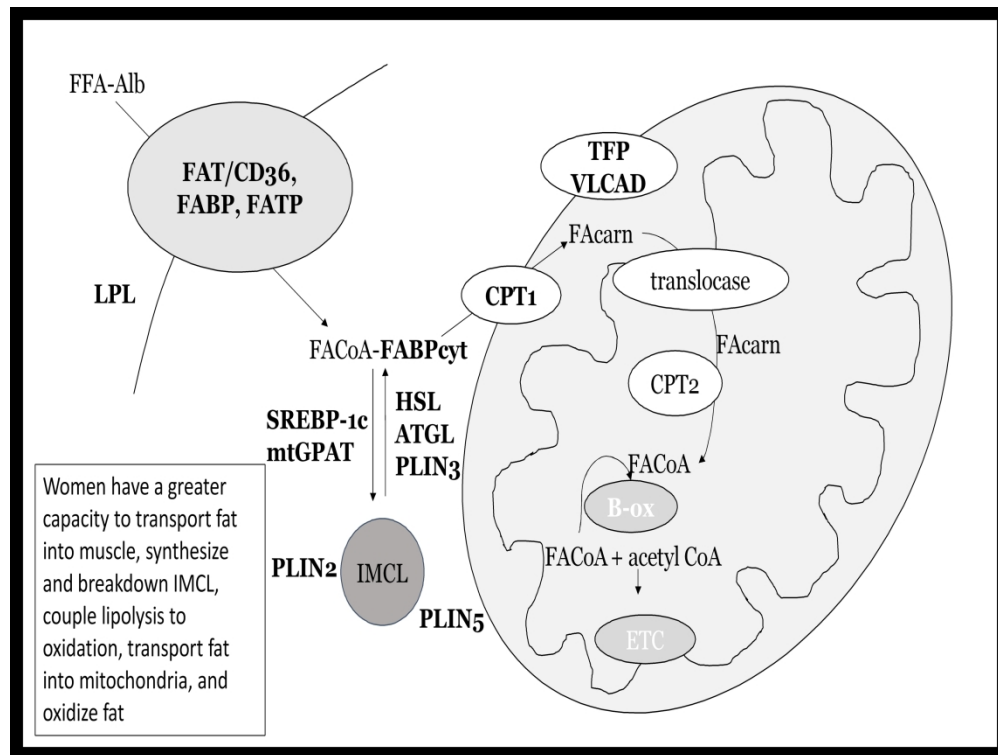 FFA-Alb
FAT/CD36,
FABP, FATP
LPL
FACoA-FABPcyt
SREBP-1c
mtGPAT
HSL
ATGL
PLIN3
PLIN2
IMCL
PLIN5
TFP
VLCAD
FAcarn
CPT1
translocase
FAcarn
CPT2
FACoA
B-ox
FACoA + acetyl CoA
ETC
Women have a greater
capacity to transport fat
into muscle, synthesize
and breakdown IMCL,
couple lipolysis to
oxidation, transport fat
into mitochondria, and
oxidize fat